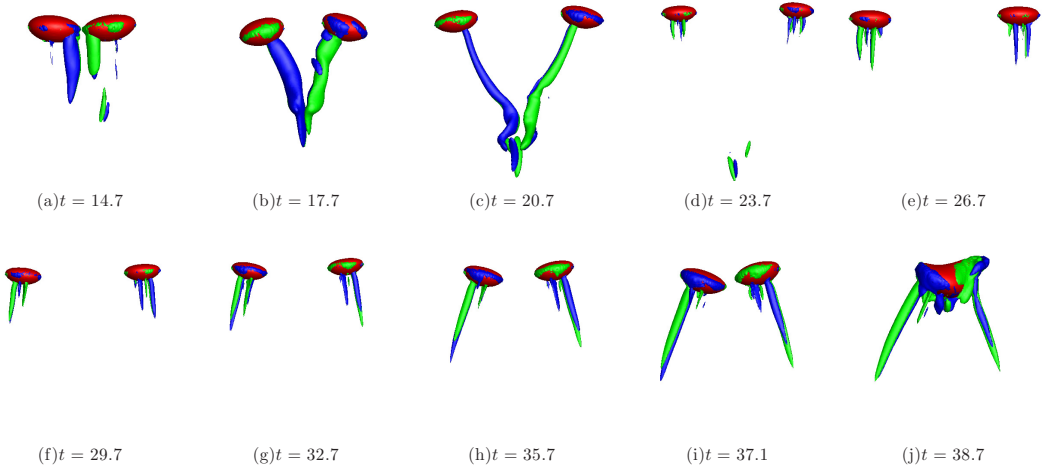 (a)t = 14.7
(b)t = 17.7
(c)t = 20.7
(d)t = 23.7
(e)t = 26.7
(f)t = 29.7
(g)t = 32.7
(h)t = 35.7
(i)t = 37.1
(j)t = 38.7